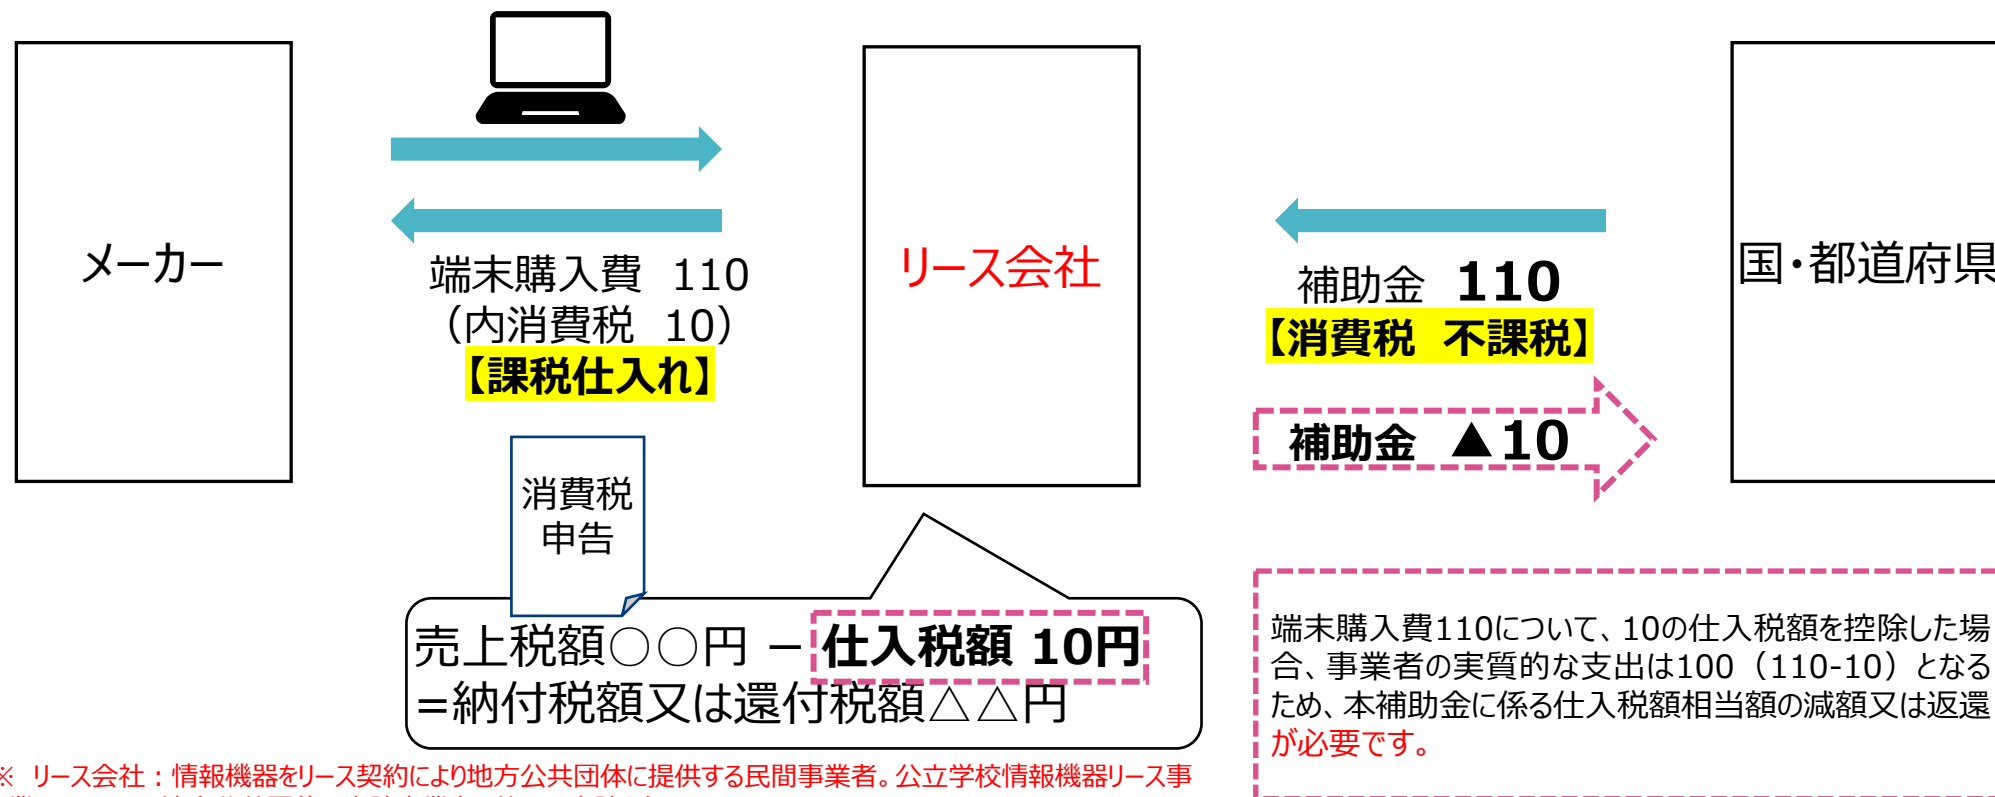 メーカー
端末購入費 110
（内消費税 10）
【課税仕入れ】
リース会社
補助金 110
【消費税 不課税】
補助金 ▲10
国・都道府県
消費税
申告
売上税額○○円 － 仕入税額 10円
=納付税額又は還付税額△△円
端末購入費110について、10の仕入税額を控除した場
合、事業者の実質的な支出は100（110-10）となる
ため、本補助金に係る仕入税額相当額の減額又は返還
が必要です。
※ リース会社：情報機器をリース契約により地方公共団体に提供する民間事業者。公立学校情報機器リース事